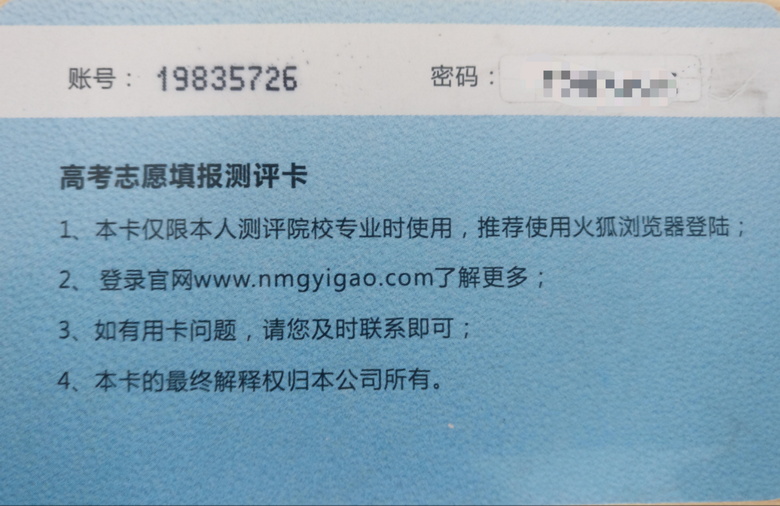 账号： 19835726 密码：
高考志愿填报测评卡
1、本卡仅限本人测评院校专业时使用，推荐使用火狐浏览器登陆；
2、登录官网www.nmgyigao.com了解更多；
3、如有用卡问题，请您及时联系即可；
4、本卡的最终解释权归本公司所有。